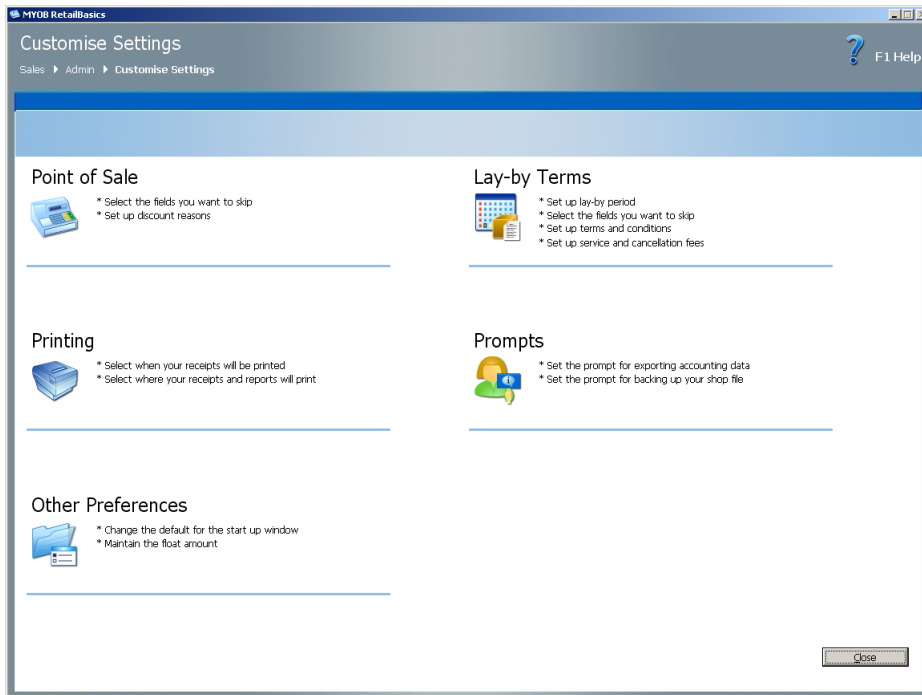 MYOB RetailBasics
Customise Settings
F1 Help
Sales Admin Customise Settings
Point of Sale
* Select the fields you want to skip
* Set up discount reasons
Lay-by Terms
* Set up lay-by period
* Select the fields you want to skip
* Set up terms and conditions
* Set up service and cancellation fees
Printing
* Select when your receipts will be printed
* Select where your receipts and reports will print
Prompts
* Set the prompt for exporting accounting data
* Set the prompt for backing up your shop file
Other Preferences
* Change the default for the start up window
* Maintain the float amount
Close